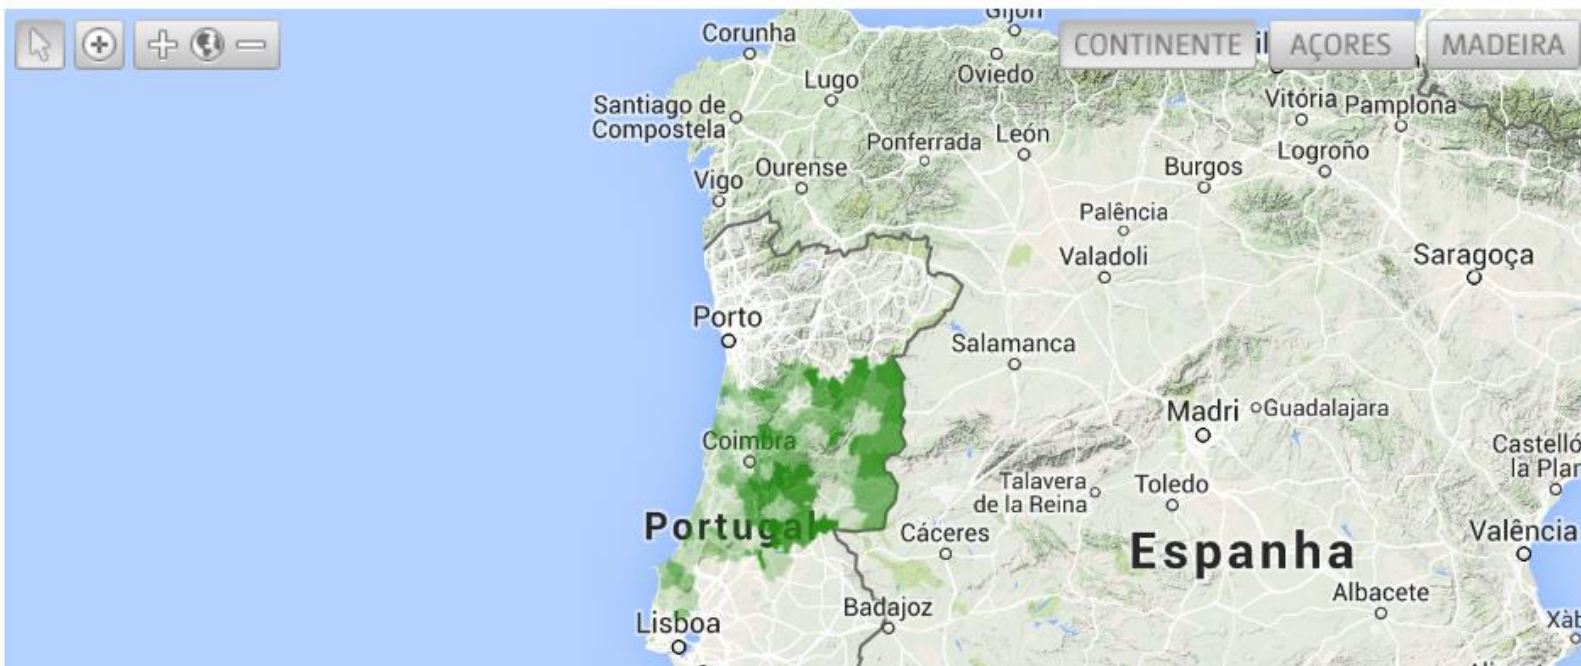 Gijón
Corunha
CONTINENTE
AÇORES
MADEIRA
Oviedo
Lugo
Santiago de
Compostela
Vitória
Pamplona
Ponferrada
León
Logroño
Burgos
Ourense
Vigo
Palência
Valadoli
Saragoça
Porto
Salamanca
Madri
Guadalajara
Coimbra
Castelló
la Plan
Talavera
de la Reina
Toledo
Portugal
Cáceres
Valência
Espanha
Albacete
Badajoz
Lisboa
Xàb